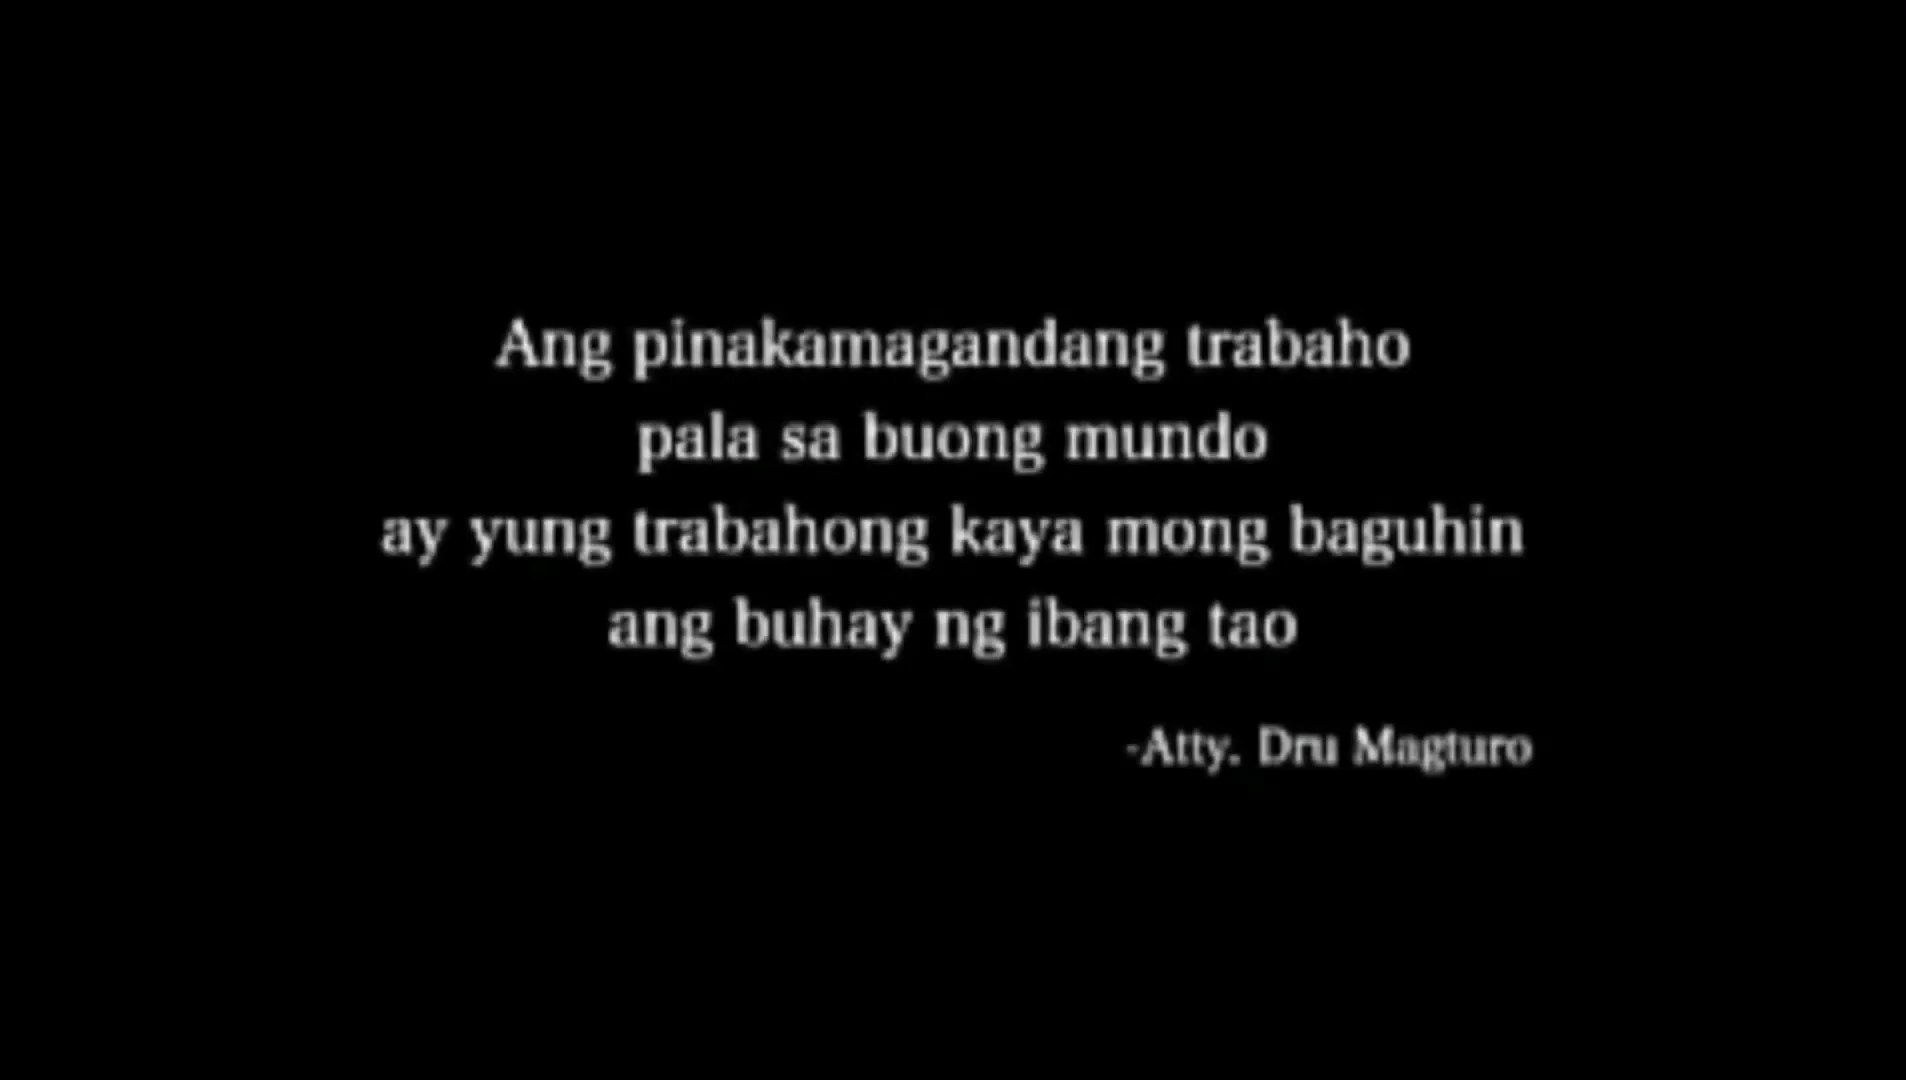 Ang pinakamagandang trabaho
pala sa buong mundo
ay yung trabahong kaya mong baguhin
ang buhay ng ibang tao
-Atty. Dru Magturo